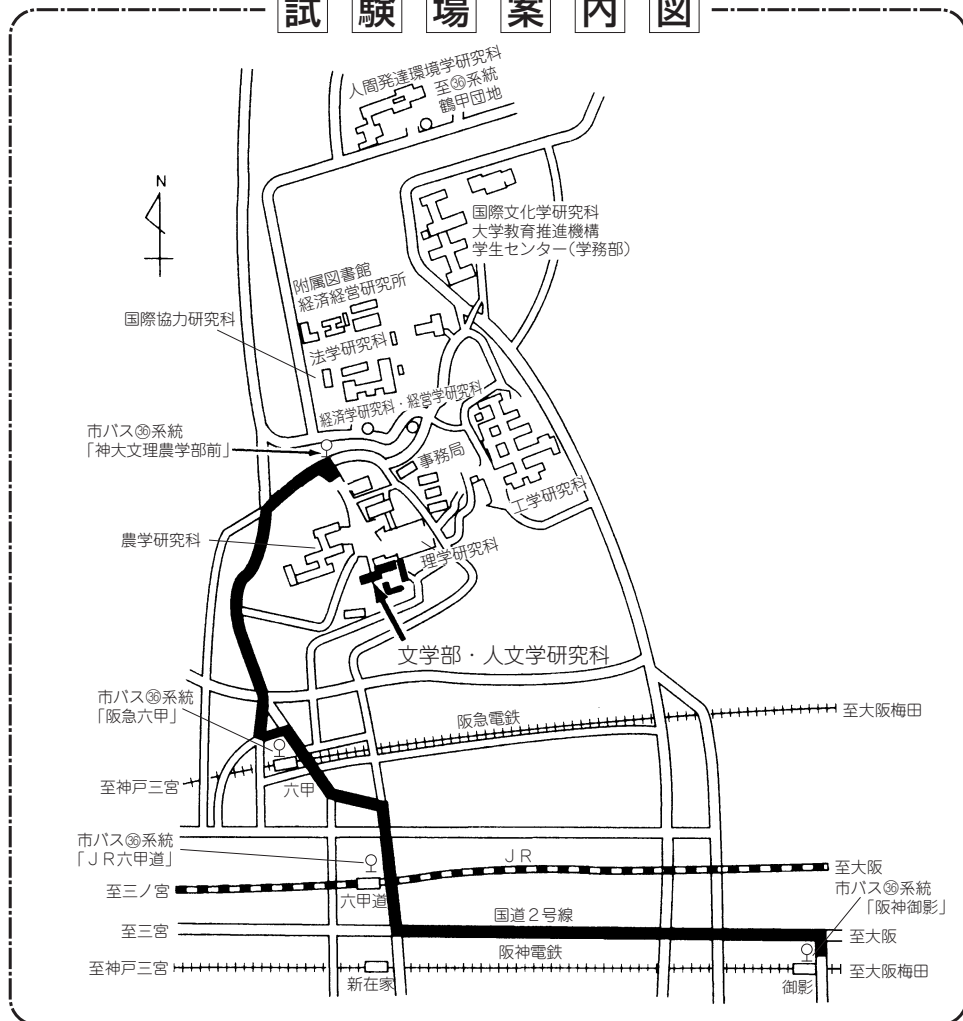 試験場案内図
人間発達環境学研究科
至㊱系統
鶴甲団地
N
国際文化学研究科
大学教育推進機構
学生センター(学務部)
附属図書館
経済経営研究所
国際協力研究科
法学研究科
経済学研究科・経営学研究科
市バス㊱系統
「神大文理農学部前」
事務局
工学研究科
農学研究科
理学研究科
文学部・人文学研究科
市バス㊱系統
「阪急六甲」
阪急電鉄
至大阪梅田
至神戸三宮
六甲
市バス㊱系統
「JR六甲道」
JR
至大阪
至三ノ宮
六甲道
市バス㊱系統
「阪神御影」
国道2号線
至三宮
至大阪
阪神電鉄
至神戸三宮
至大阪梅田
新在家
御影